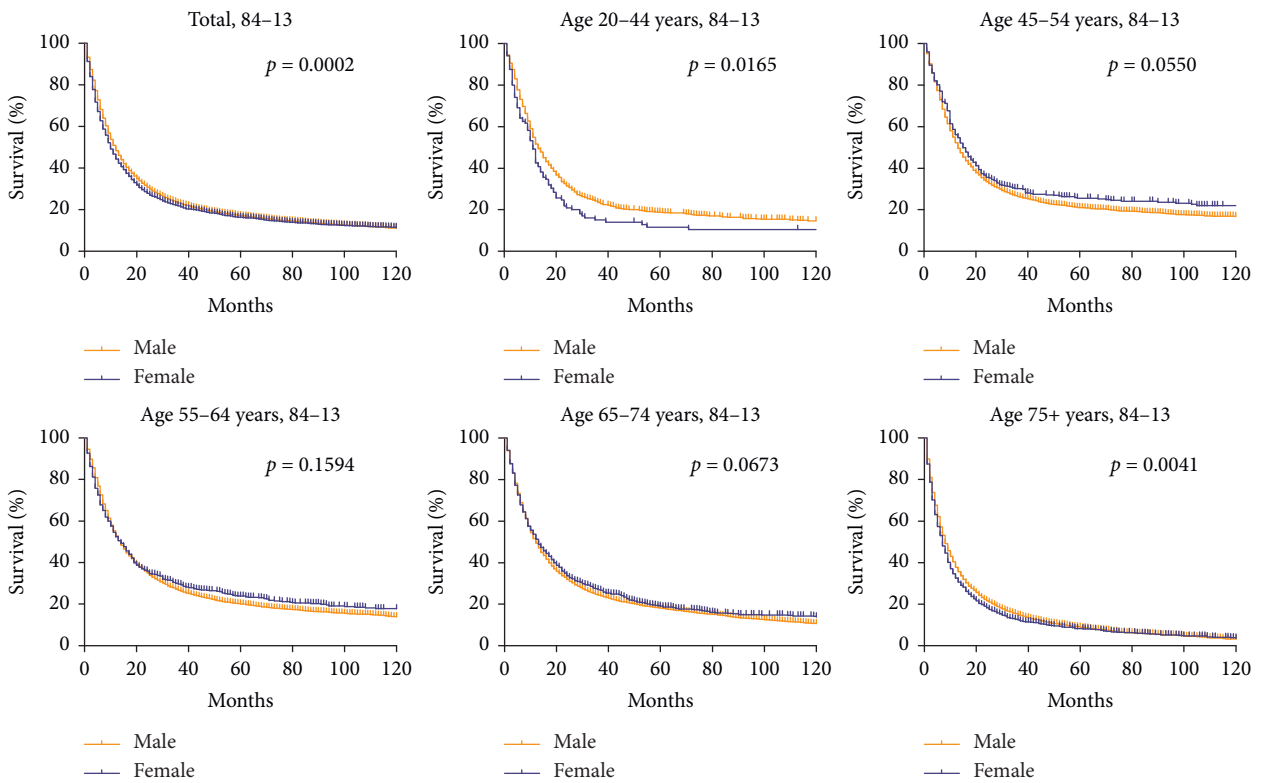 Total, 84–13
p = 0.0002
Survival (%)
100
80
60
40
20
0
0 20 40 60 80 100 120
Months
Male
Female
Age 20–44 years, 84–13
p = 0.0165
Survival (%)
100
80
60
40
20
0
0 20 40 60 80 100 120
Months
Male
Female
Age 45–54 years, 84–13
p = 0.0550
Survival (%)
100
80
60
40
20
0
0 20 40 60 80 100 120
Months
Male
Female
Age 55–64 years, 84–13
p = 0.1594
Survival (%)
100
80
60
40
20
0
0 20 40 60 80 100 120
Months
Male
Female
Age 65–74 years, 84–13
p = 0.0673
Survival (%)
100
80
60
40
20
0
0 20 40 60 80 100 120
Months
Male
Female
Age 75+ years, 84–13
p = 0.0041
Survival (%)
100
80
60
40
20
0
0 20 40 60 80 100 120
Months
Male
Female